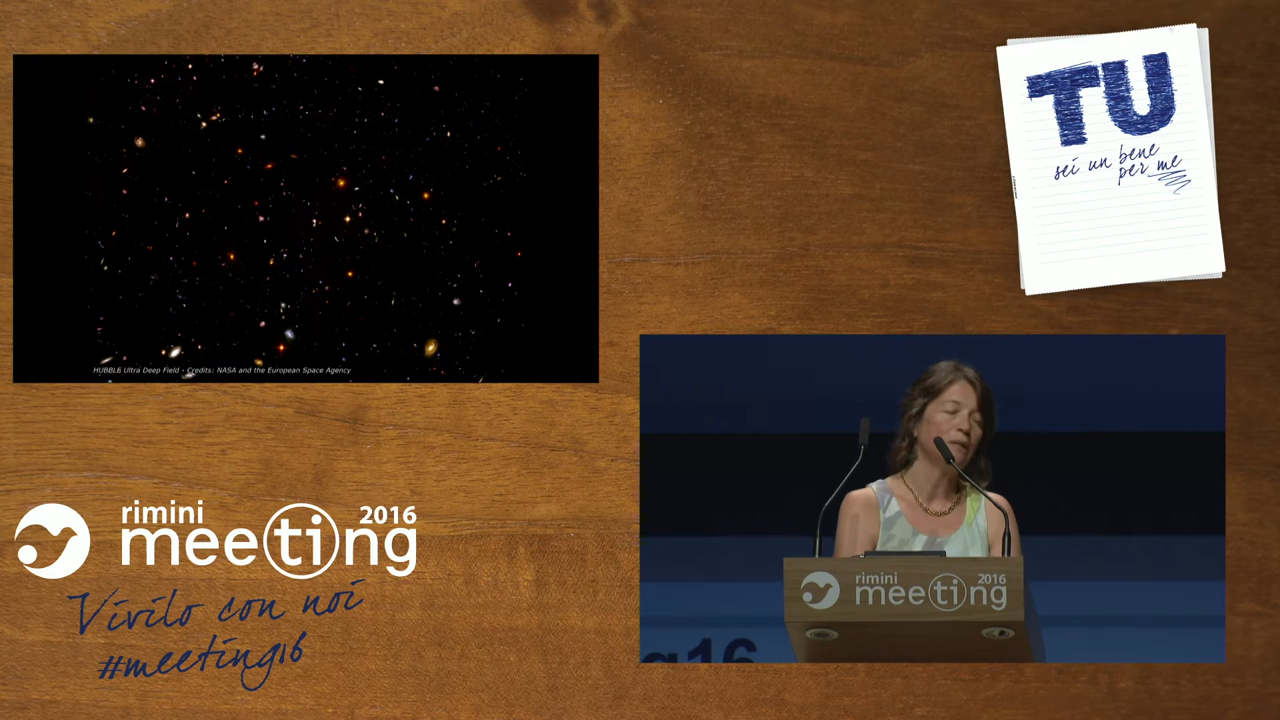 TU
sei un bene
per me
HUBBLE Ultra Deep Field - Credits: NASA and the European Space Agency
rimini 2016
meeting
Vivilo con noi
#meeting16
rimini 2016
meeting
g16